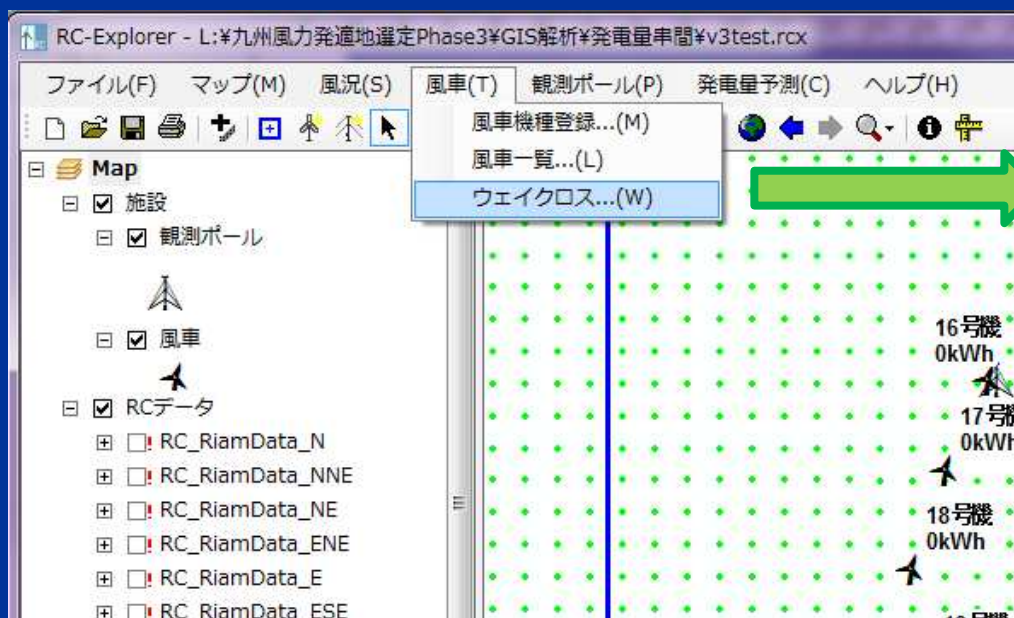 RC-Explorer - L:¥九州風力発適地選定Phase3¥GIS解析¥発電量串間¥v3test.rcx
ファイル(F) マップ(M) 風況(S) 風車(T) 観測ポール(P) 発電量予測(C) ヘルプ(H)
風車機種登録...(M)
風車一覧...(L)
ウェイクロス...(W)
Map
施設
観測ポール
風車
RCデータ
RC_RiamData_N
RC_RiamData_NNE
RC_RiamData_NE
RC_RiamData_ENE
RC_RiamData_E
RC_RiamData_ESE
16号機
0kWh
17号機
0kWh
18号機
0kWh